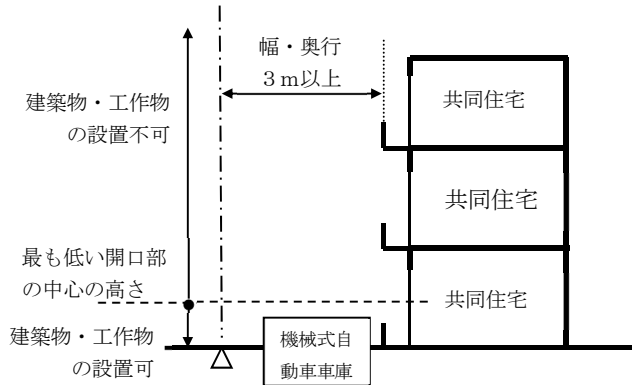 幅・奥行
３ｍ以上
建築物・工作物
の設置不可
共同住宅
共同住宅
最も低い開口部
の中心の高さ
共同住宅
建築物・工作物
の設置可
機械式自
動車車庫